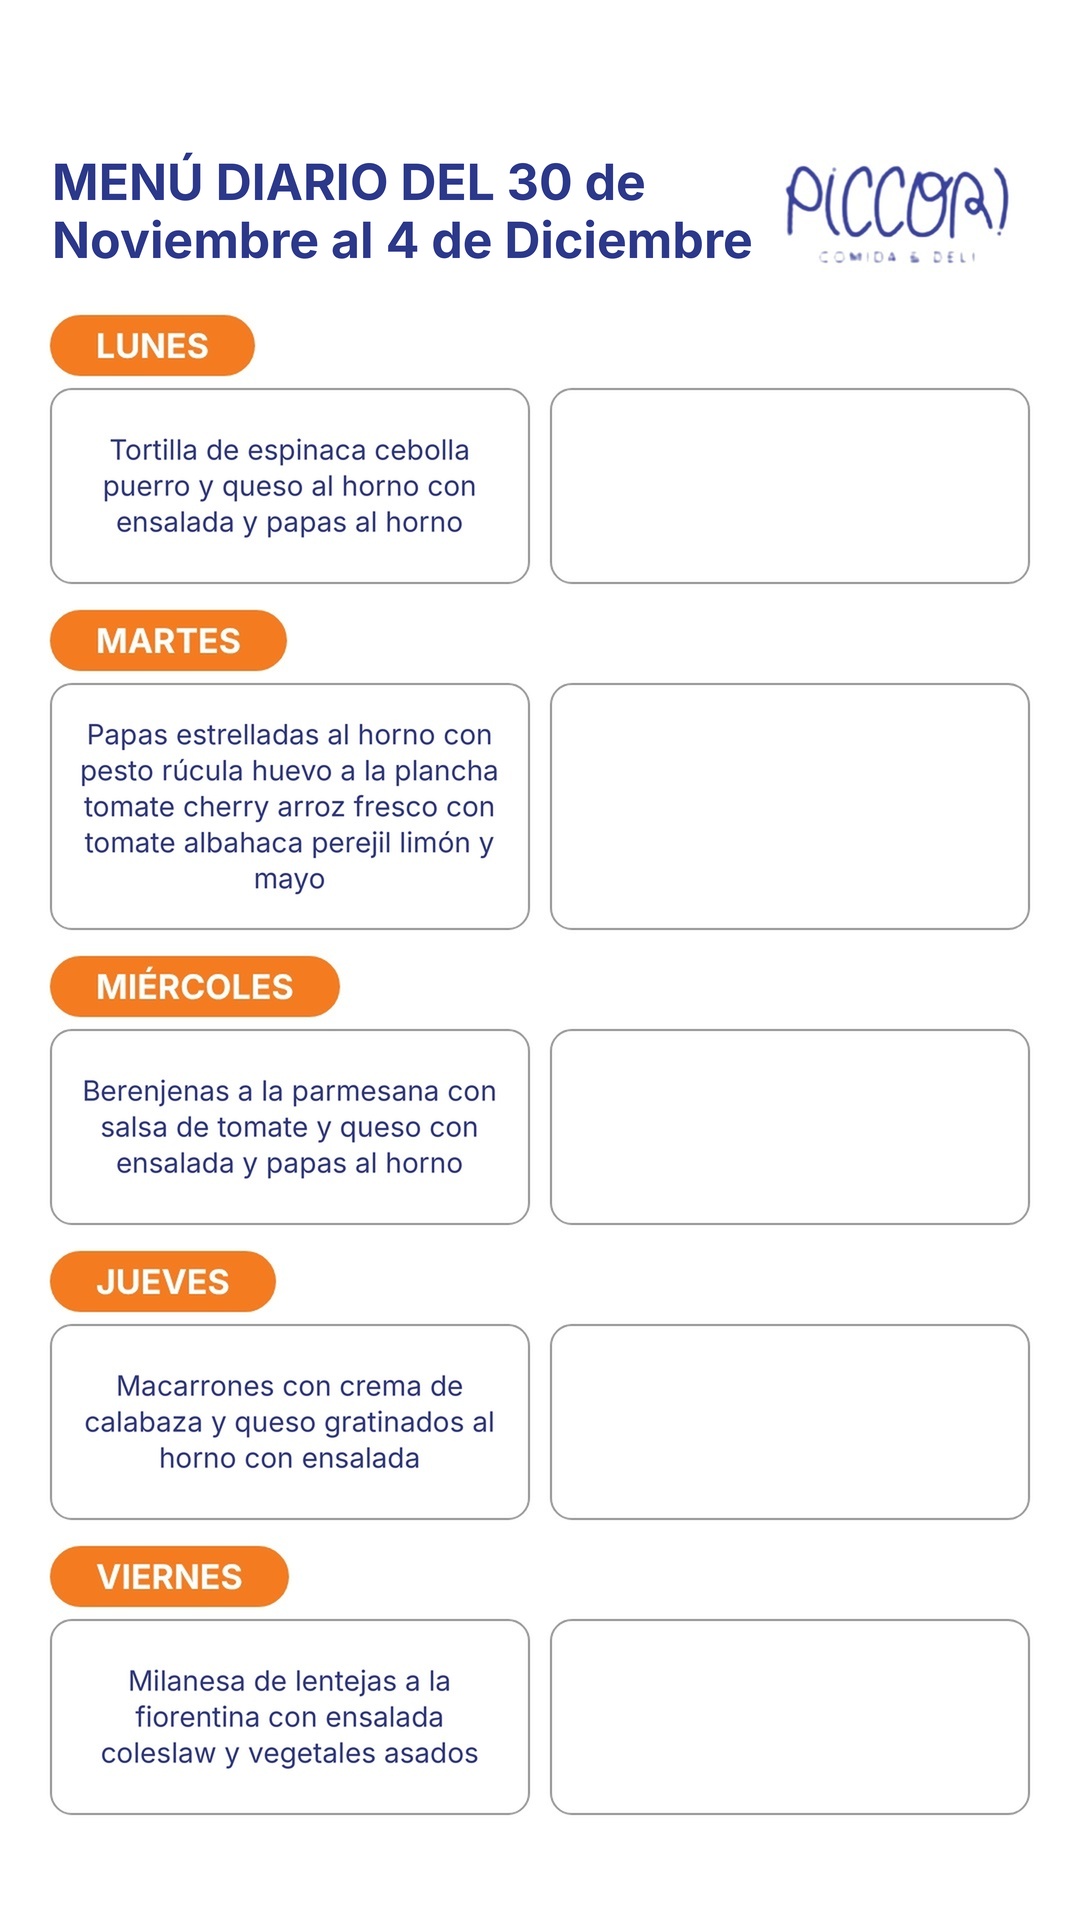 MENÚ DIARIO DEL 30 de
Noviembre al 4 de Diciembre
PiCCOR!
COMIDA & DELI
LUNES
Tortilla de espinaca cebolla
puerro y queso al horno con
ensalada y papas al horno
MARTES
Papas estrelladas al horno con
pesto rúcula huevo a la plancha
tomate cherry arroz fresco con
tomate albahaca perejil limón y
mayo
MIÉRCOLES
Berenjenas a la parmesana con
salsa de tomate y queso con
ensalada y papas al horno
JUEVES
Macarrones con crema de
calabaza y queso gratinados al
horno con ensalada
VIERNES
Milanesa de lentejas a la
fiorentina con ensalada
coleslaw y vegetales asados